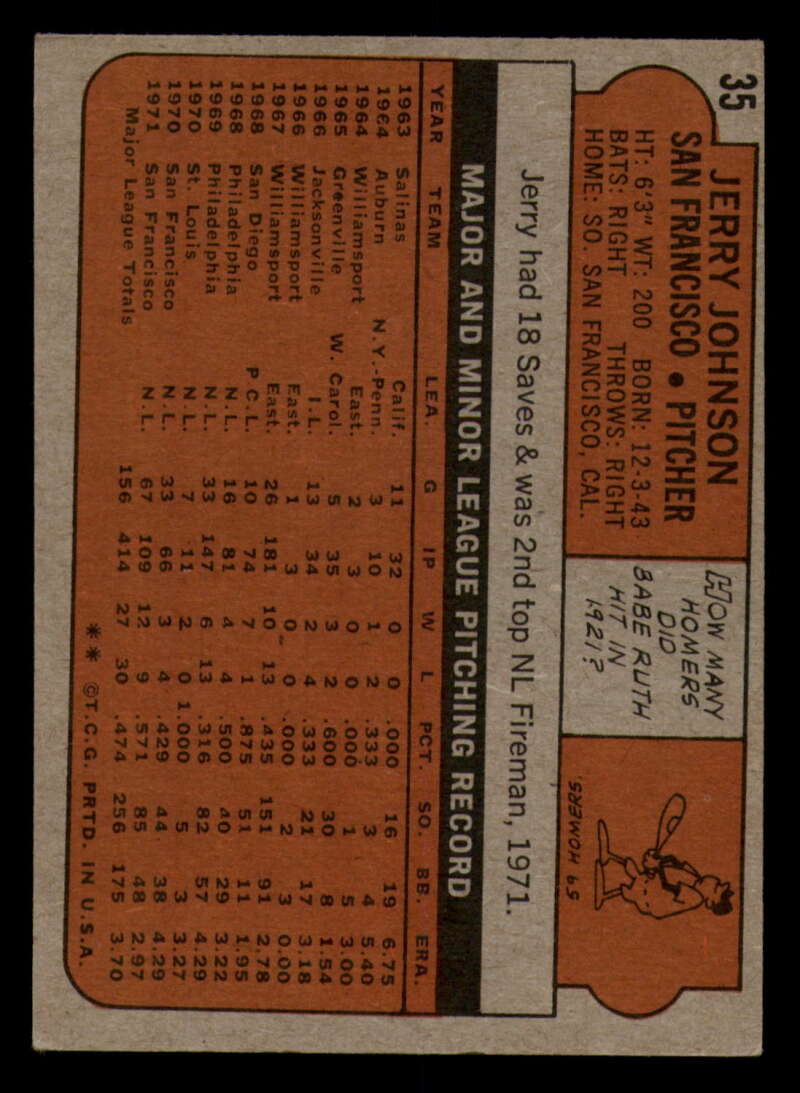 35
JERRY JOHNSON
SAN FRANCISCO • PITCHER
HT: 6'3" WT: 200 BORN: 12-3-43
BATS: RIGHT THROWS: RIGHT
HOME: SO. SAN FRANCISCO, CAL.
HOW MANY
HOMERS
DID
BABE RUTH
HIT IN
1921?
59 HOMERS.
Jerry had 18 Saves & was 2nd top NL Fireman, 1971.
MAJOR AND MINOR LEAGUE PITCHING RECORD
YEAR TEAM LEA. G IP W L PCT. SO. BB. ERA.
1963 Salinas Calif. 11 32 0 0 .000 16 19 6.75
1964 Auburn N.Y.-Penn. 3 10 1 2 .333 3 4 5.40
1964 Williamsport East. 2 3 0 0 .000 1 5 3.00
1965 Greenville W. Carol. 5 35 3 2 .600 30 8 1.54
1966 Jacksonville I.L. 13 34 2 4 .333 21 17 3.18
1966 Williamsport East. 1 3 0 0 .000 2 3 0.00
1967 Williamsport East. 26 181 10 13 .435 151 91 2.78
1968 San Diego P.C.L. 10 74 7 1 .875 51 11 1.95
1968 Philadelphia N.L. 16 81 4 4 .500 40 29 3.22
1969 Philadelphia N.L. 33 147 6 13 .316 82 57 4.29
1970 St. Louis N.L. 7 11 2 0 1.000 5 3 3.27
1970 San Francisco N.L. 33 66 3 4 .429 44 38 4.29
1971 San Francisco N.L. 67 109 12 9 .571 85 48 2.97
Major League Totals 156 414 27 30 .474 256 175 3.70
** ©T.C.G. PRTD. IN U.S.A.